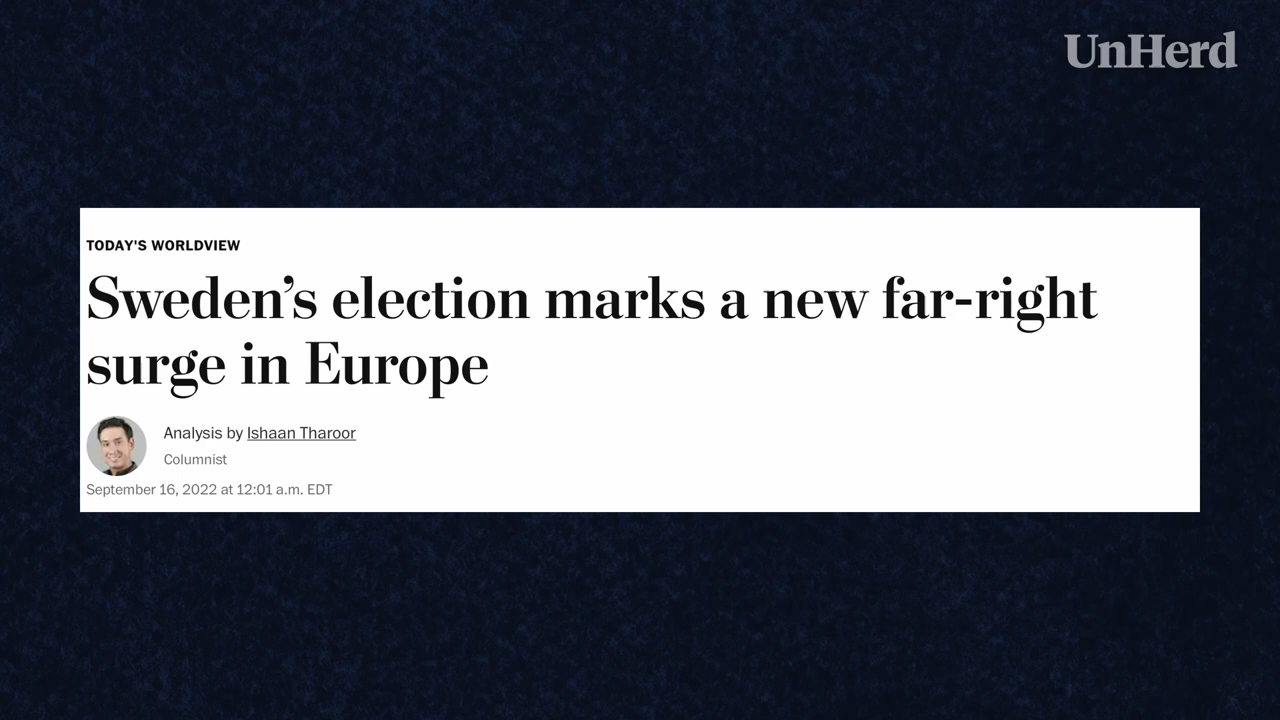 UnHerd
TODAY'S WORLDVIEW
Sweden’s election marks a new far-right
surge in Europe
Analysis by Ishaan Tharoor
Columnist
September 16, 2022 at 12:01 a.m. EDT